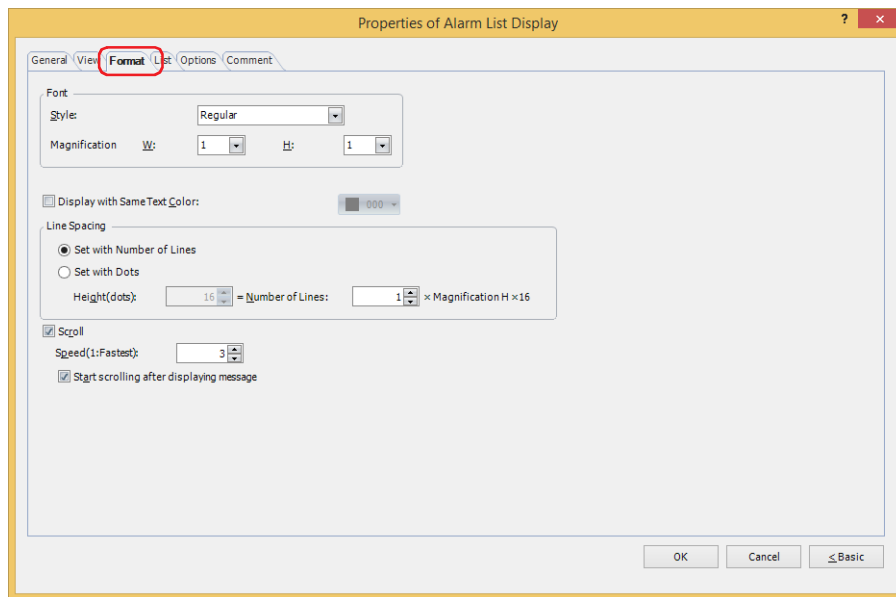 Properties of Alarm List Display
? ×
General View Format List Options Comment
Font
Style: Regular
Magnification W: 1 H: 1
Display with Same Text Color: 000
Line Spacing
Set with Number of Lines
Set with Dots
Height(dots): 16 = Number of Lines: 1 × Magnification H ×16
Scroll
Speed(1:Fastest): 3
Start scrolling after displaying message
OK Cancel < Basic